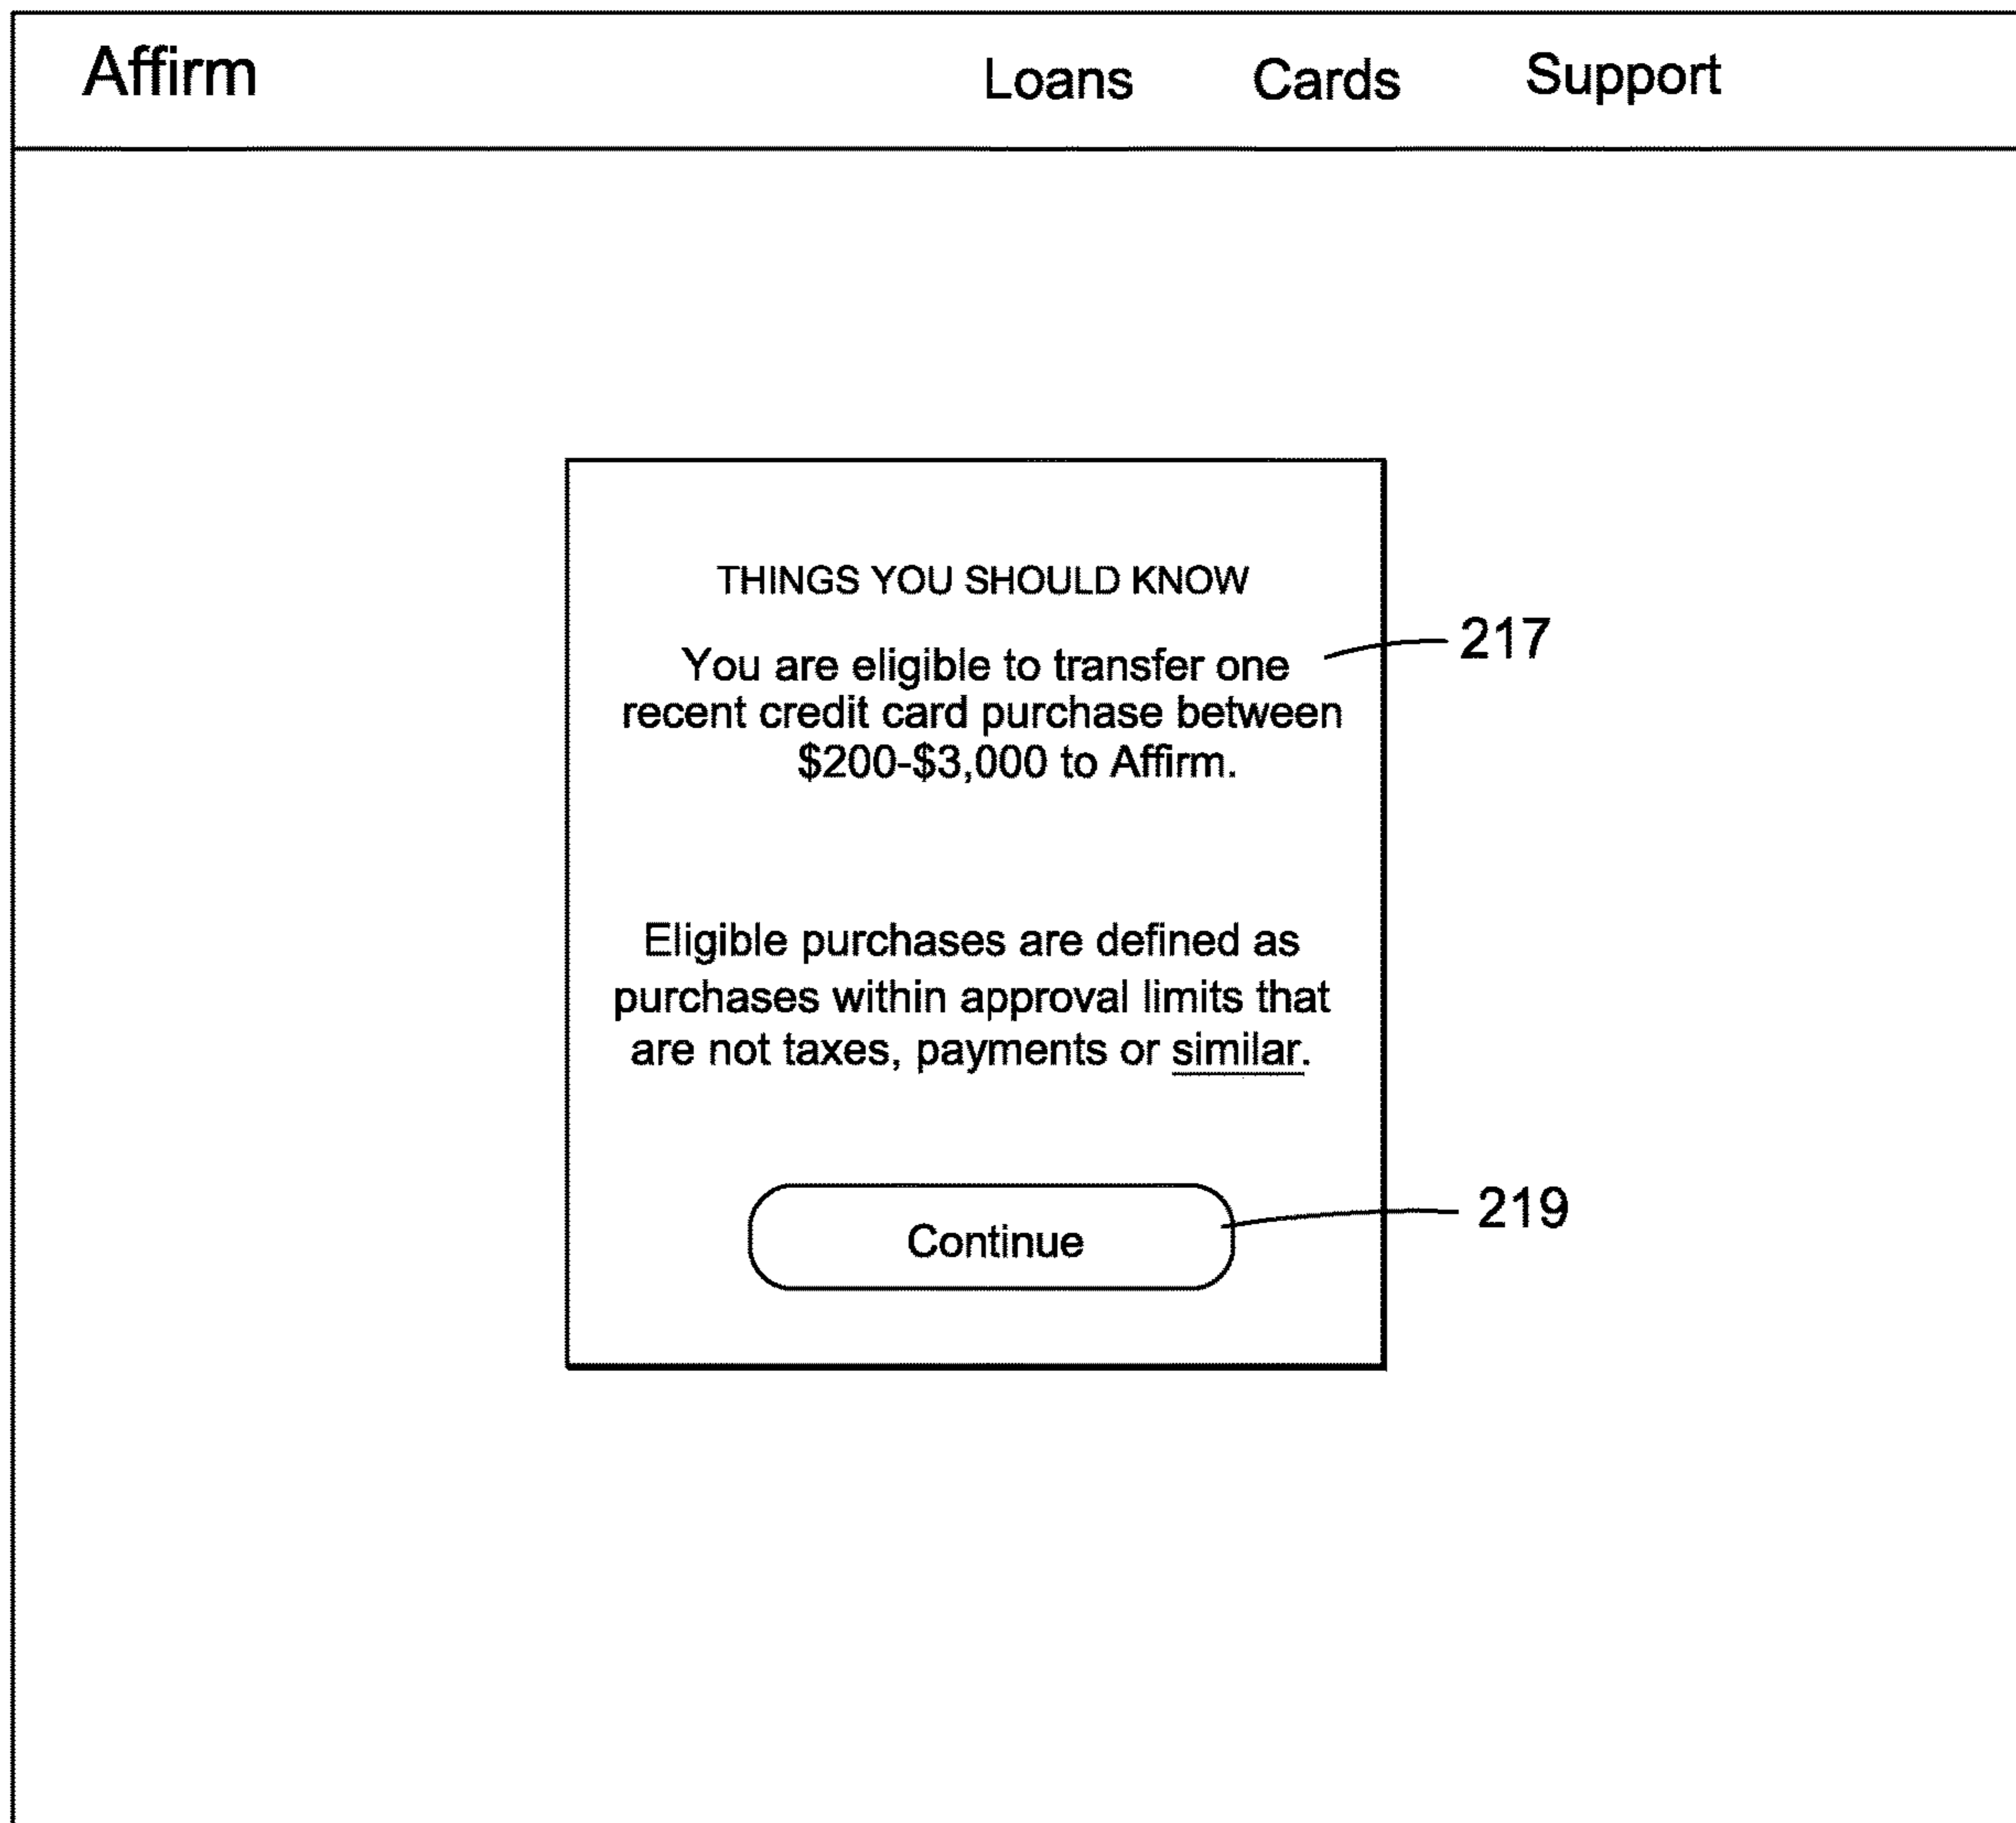 Affirm Loans Cards Support
THINGS YOU SHOULD KNOW
You are eligible to transfer one
217
recent credit card purchase between
$200-$3,000 to Affirm.
Eligible purchases are defined as
purchases within approval limits that
are not taxes, payments or similar.
Continue
219